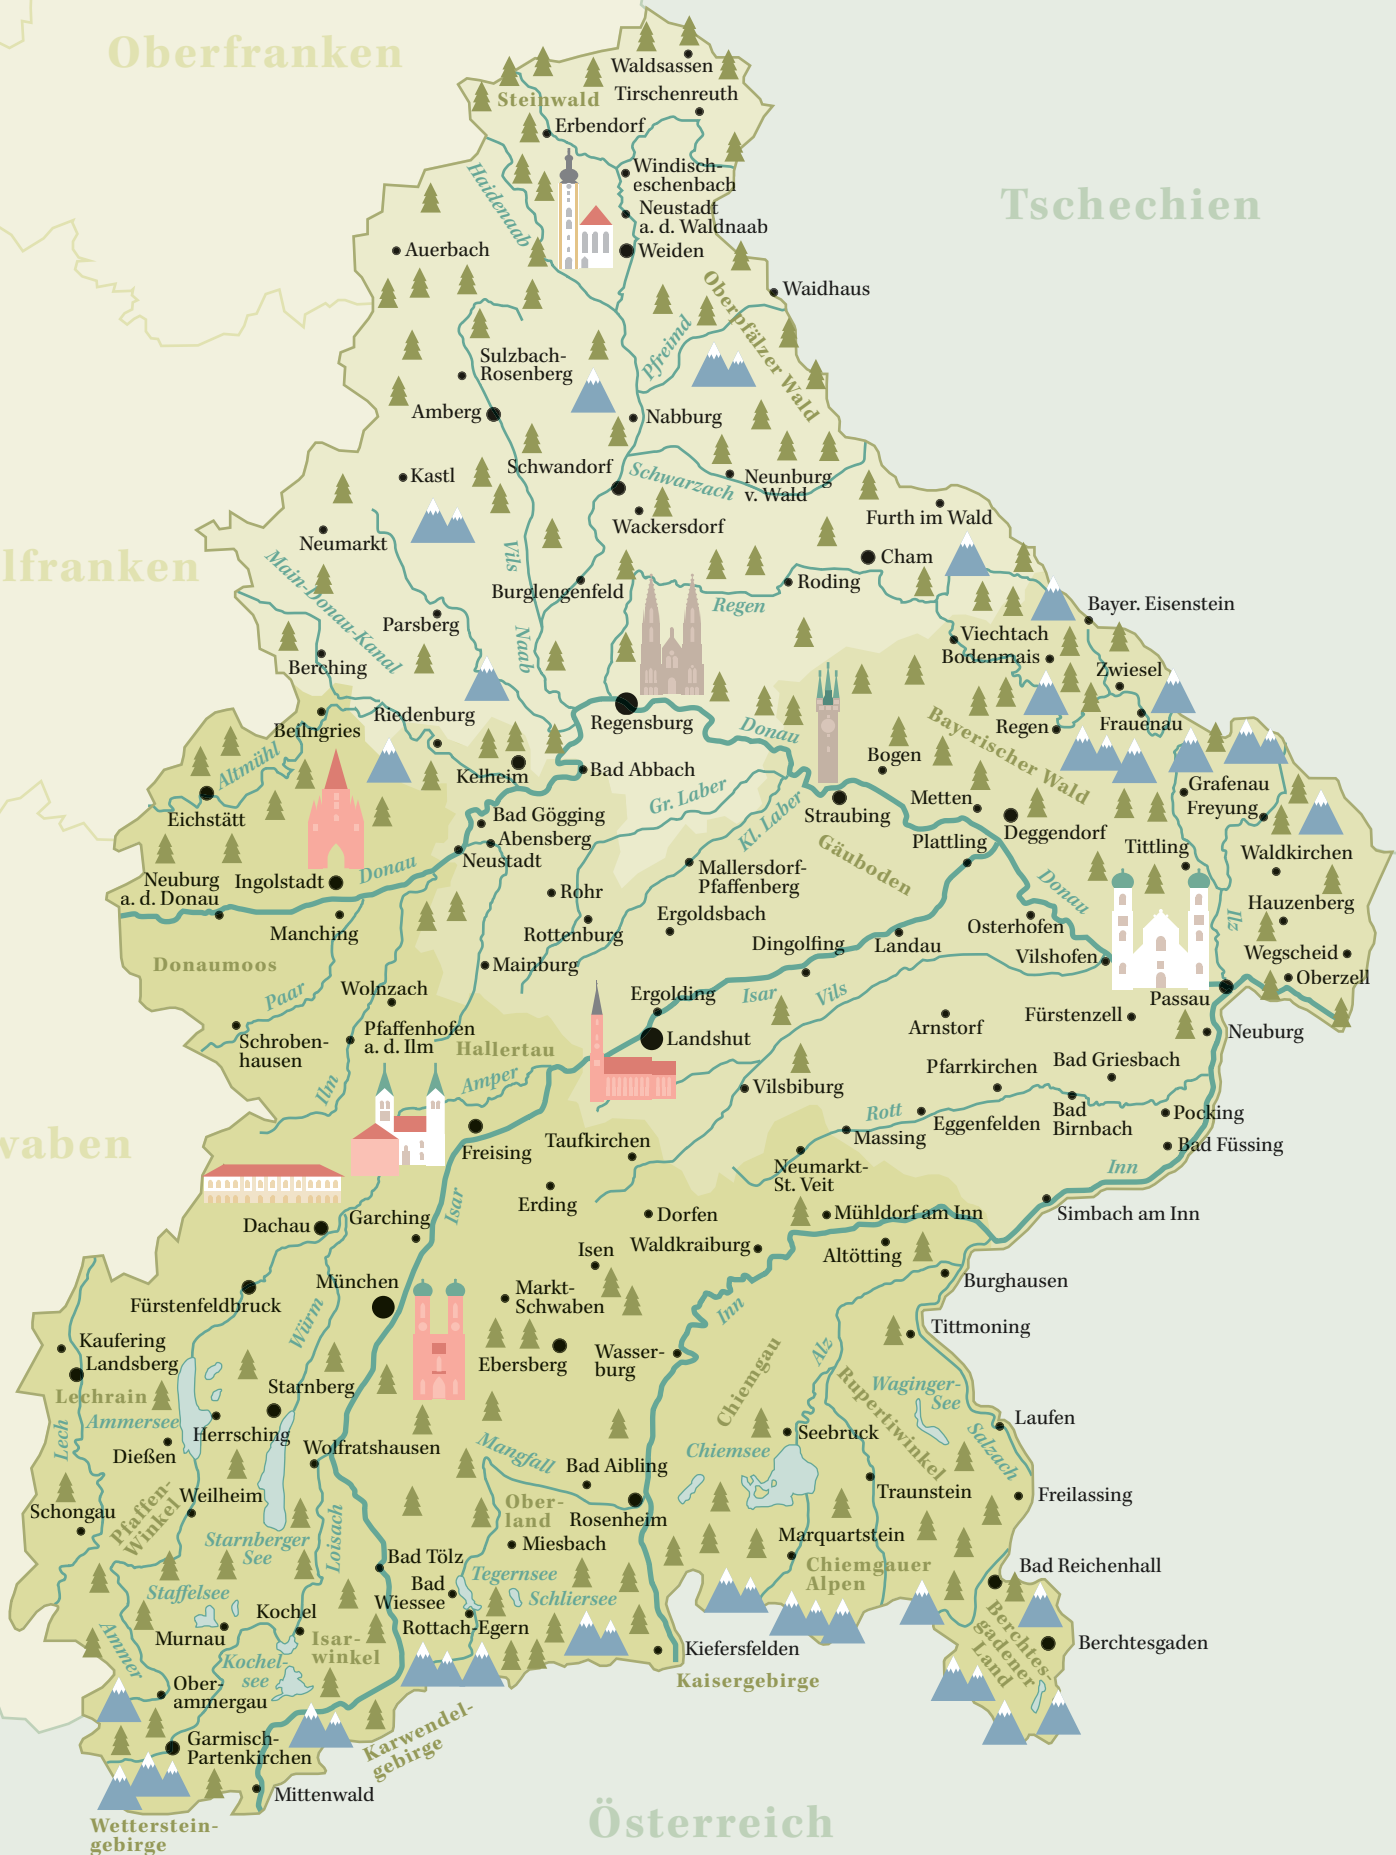 Oberfranken
Waldsassen
Steinwald
Tirschenreuth
Erbendorf
Haidenaab
Windisch-
eschenbach
Tschechien
Neustadt
a. d. Waldnaab
Auerbach
Weiden
Waidhaus
Oberpfälzer Wald
Pfreimd
Sulzbach-
Rosenberg
Amberg
Nabburg
Kastl
Schwandorf
Schwarzach
Neunburg
v. Wald
Wackersdorf
Furth im Wald
Neumarkt
lfranken
Main-Donau-Kanal
Vils
Cham
Burglengenfeld
Roding
Regen
Bayer. Eisenstein
Parsberg
Naab
Viechtach
Bodenmais
Berching
Zwiesel
Riedenburg
Beilngries
Regensburg
Donau
Bayerischer Wald
Regen
Frauenau
Altmühl
Kelheim
Bad Abbach
Bogen
Grafenau
Freyung
Eichstätt
Gr. Laber
Kl. Laber
Straubing
Metten
Deggendorf
Bad Gögging
Abensberg
Neustadt
Plattling
Tittling
Waldkirchen
Gäuboden
Donau
Neuburg
a. d. Donau
Ingolstadt
Mallersdorf-
Pfaffenberg
Rohr
Donau
Hauzenberg
Ilz
Manching
Rottenburg
Ergoldsbach
Dingolfing
Landau
Osterhofen
Vilshofen
Wegscheid
Donaumoos
Mainburg
Oberzell
Paar
Wolnzach
Ergolding
Isar
Vils
Passau
Fürstenzell
Arnstorf
Neuburg
Schroben-
hausen
Pfaffenhofen
a. d. Ilm
Hallertau
Landshut
Ilm
Amper
Pfarrkirchen
Bad Griesbach
Vilsbiburg
Rott
Eggenfelden
Bad
Birnbach
Pocking
Massing
waben
Freising
Taufkirchen
Neumarkt-
St. Veit
Bad Füssing
Inn
Isar
Erding
Dorfen
Mühldorf am Inn
Simbach am Inn
Dachau
Garching
Isen
Waldkraiburg
Altötting
München
Burghausen
Fürstenfeldbruck
Markt-
Schwaben
Inn
Würm
Tittmoning
Kaufering
Landsberg
Ebersberg
Wasser-
burg
Chiemgau
Alz
Rupertiwinkel
Waginger-
See
Lechrain
Starnberg
Ammersee
Lech
Herrsching
Laufen
Salzach
Dießen
Wolfratshausen
Mangfall
Chiemsee
Seebruck
Bad Aibling
Pfaffen-
Winkel
Weilheim
Schongau
Ober-
land
Rosenheim
Traunstein
Freilassing
Starnberger
See
Loisach
Miesbach
Marquartstein
Bad Tölz
Bad
Wiessee
Tegernsee
Schliersee
Chiemgauer
Alpen
Bad Reichenhall
Staffelsee
Kochel
Rottach-Egern
Murnau
Isar-
winkel
Ammer
Kochel-
see
Kiefersfelden
Berchtes-
gadener
Land
Berchtesgaden
Kaisergebirge
Ober-
ammergau
Karwendel-
gebirge
Garmisch-
Partenkirchen
Mittenwald
Österreich
Wetterstein-
gebirge